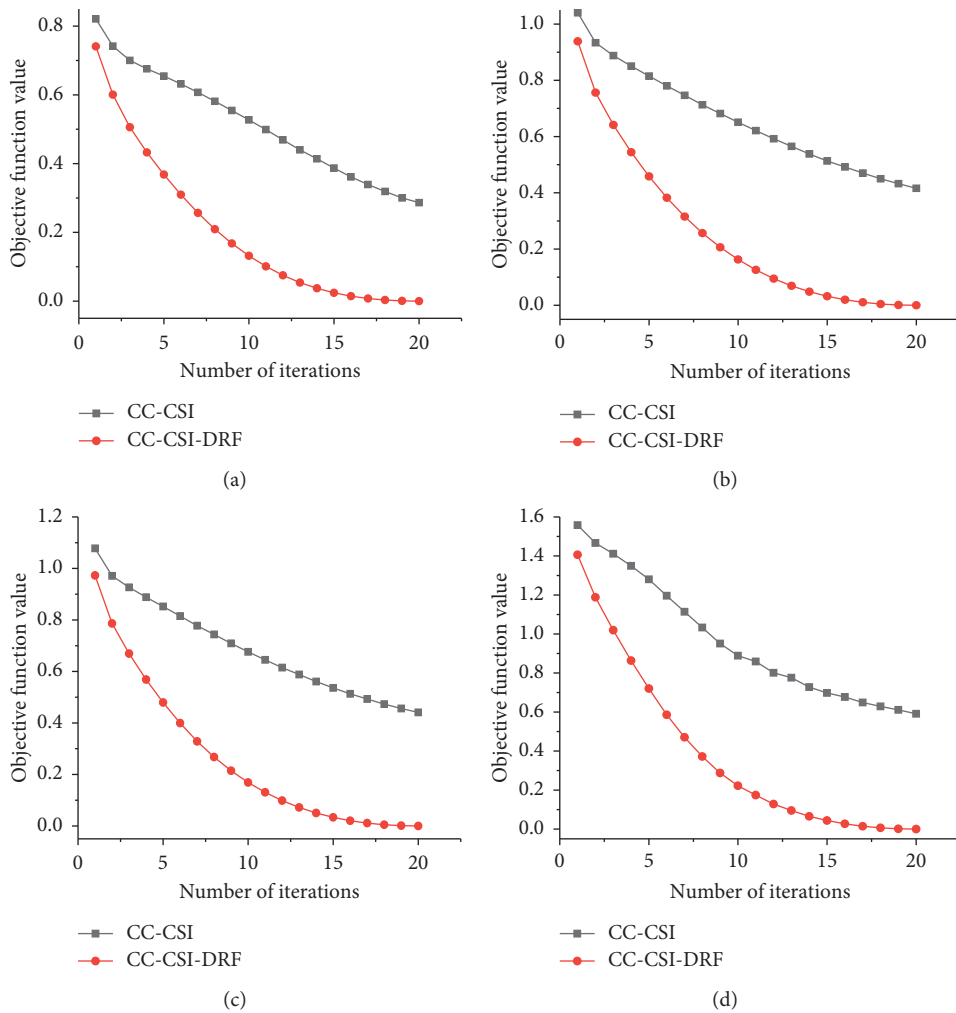 0.8
0.6
0.4
0.2
0.0
Objective function value
0 5 10 15 20
Number of iterations
CC-CSI
CC-CSI-DRF
(a)
1.0
0.8
0.6
0.4
0.2
0.0
Objective function value
0 5 10 15 20
Number of iterations
CC-CSI
CC-CSI-DRF
(b)
1.2
1.0
0.8
0.6
0.4
0.2
0.0
Objective function value
0 5 10 15 20
Number of iterations
CC-CSI
CC-CSI-DRF
(c)
1.6
1.4
1.2
1.0
0.8
0.6
0.4
0.2
0.0
Objective function value
0 5 10 15 20
Number of iterations
CC-CSI
CC-CSI-DRF
(d)